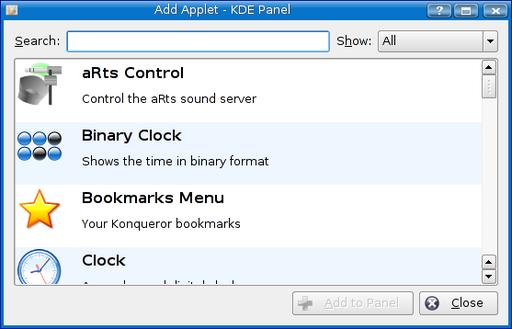 Add Applet - KDE Panel
Search: Show: All
aRts Control
Control the aRts sound server
Binary Clock
Shows the time in binary format
Bookmarks Menu
Your Konqueror bookmarks
Clock
Add to Panel Close